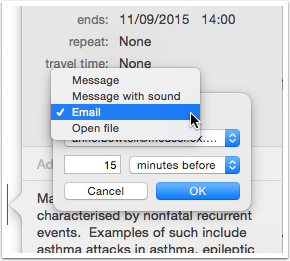 ends: 11/09/2015 14:00
repeat: None
travel time: None
Message
Message with sound
✓ Email
Open file
15 minutes before
Cancel OK
Ad
Ma
characterised by nonfatal recurrent
events. Examples of such include
asthma attacks in asthma, epileptic